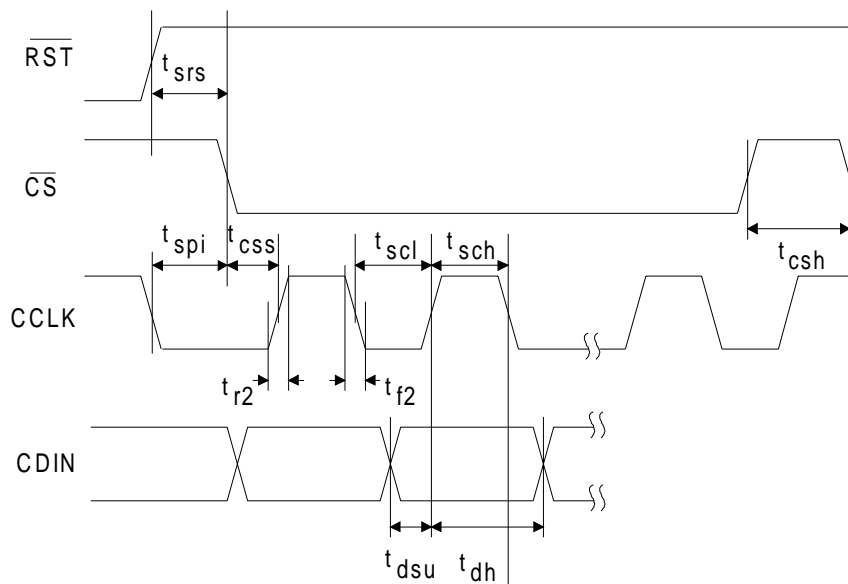 RST
t srs
CS
t spi
t css
t scl
t sch
t csh
CCLK
t r2
t f2
CDIN
t dsu
t dh